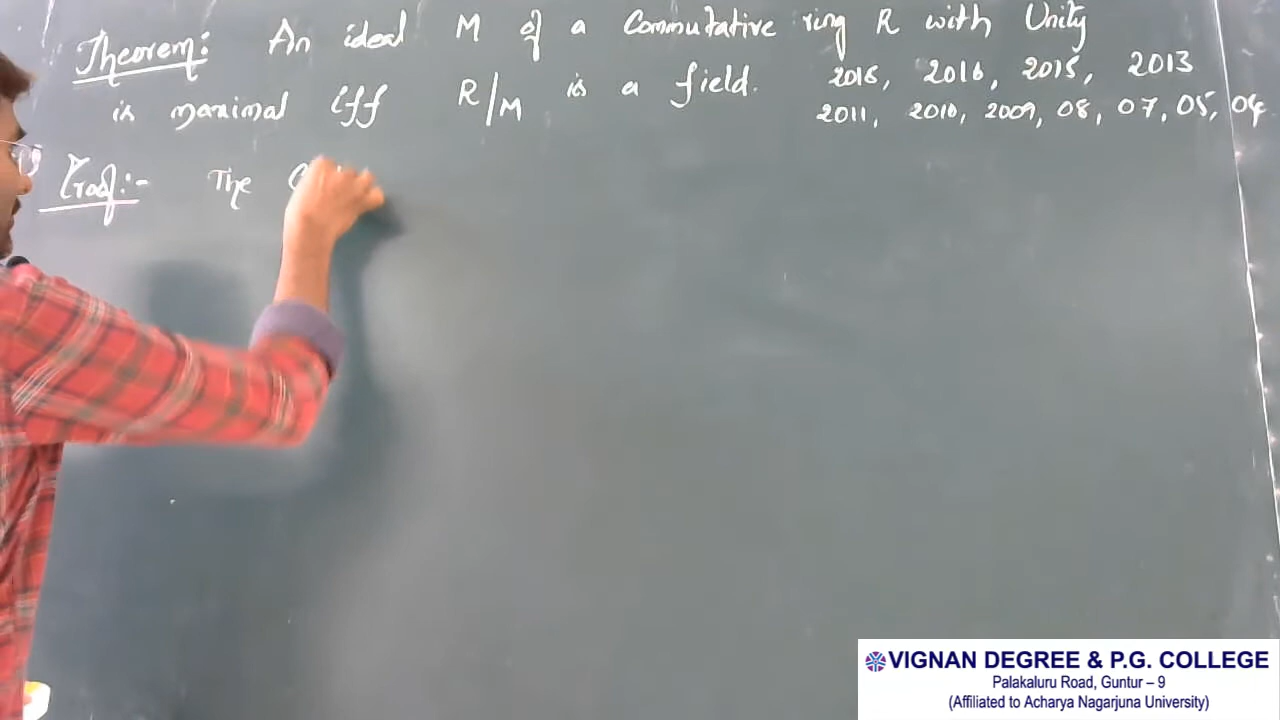 Theorem: An ideal M of a Commutative ring R with Unity
is maximal iff R/M is a field. 2018, 2016, 2015, 2013
2011, 2010, 2009, 08, 07, 05, 04
Proof:- The
VIGNAN DEGREE & P.G. COLLEGE
Palakaluru Road, Guntur – 9
(Affiliated to Acharya Nagarjuna University)